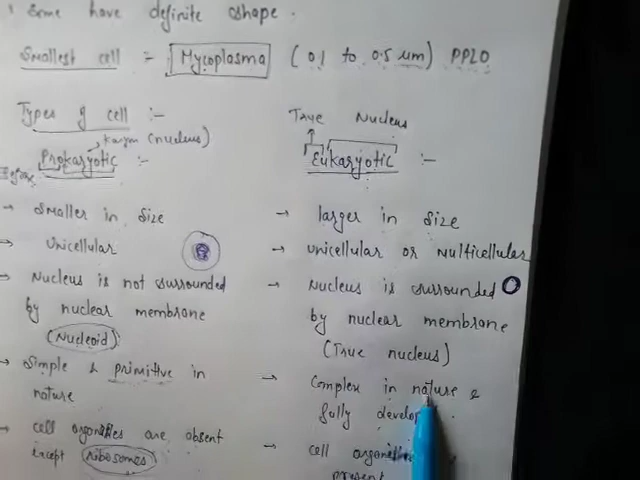 Some have definite shape.
Smallest cell = Mycoplasma (0.1 to 0.5 µm) PPLO
Types of cell :-
Karyon (nucleus)
Prokaryotic :-
→ Smaller in size
→ Unicellular
→ Nucleus is not surrounded
by nuclear membrane
(Nucleoid)
→ Simple & primitive in
nature
→ cell organelles are absent
except (ribosomes)
True Nucleus
Eukaryotic :-
→ larger in size
→ Unicellular or Multicellular
→ Nucleus is surrounded
by nuclear membrane
(True nucleus)
→ Complex in nature &
fully
→ cell
present